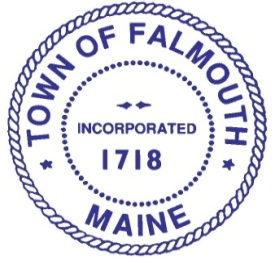 TOWN OF FALMOUTH
INCORPORATED
1718
MAINE